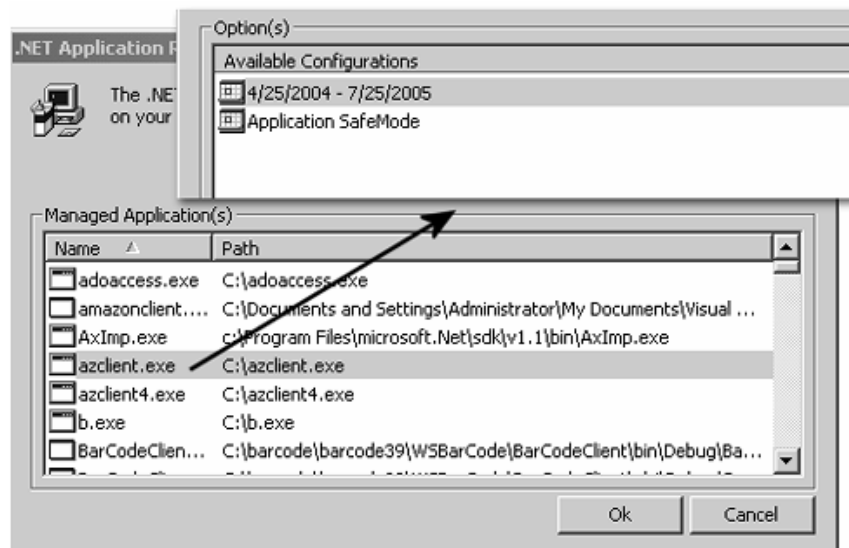 Option(s)
Available Configurations
4/25/2004 - 7/25/2005
Application SafeMode
.NET Application
The .NE
on your
Managed Application(s)
Name Path
adoaccess.exe C:\adoaccess.exe
amazonclient.... C:\Documents and Settings\Administrator\My Documents\Visual ...
AxImp.exe c:\Program Files\microsoft.Net\sdk\v1.1\bin\AxImp.exe
azclient.exe C:\azclient.exe
azclient4.exe C:\azclient4.exe
b.exe C:\b.exe
BarCodeClien... C:\barcode\barcode39\WSBarCode\BarCodeClient\bin\Debug\Ba...
Ok Cancel